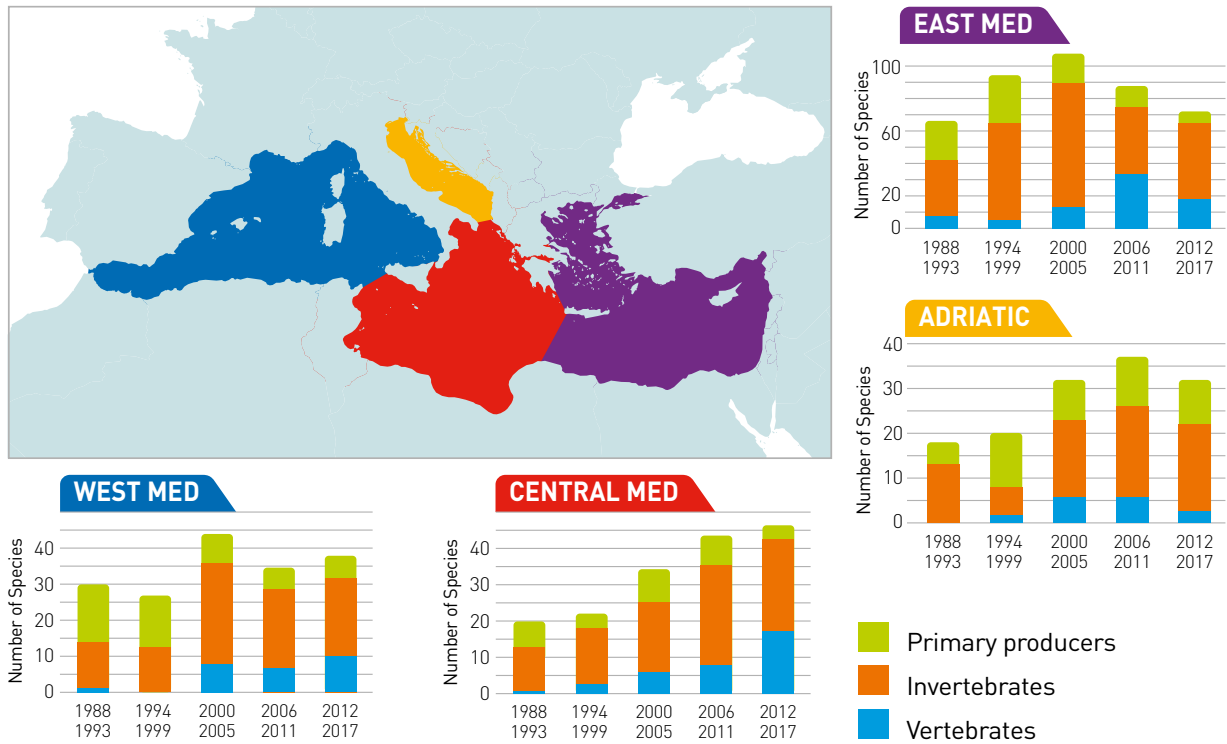 EAST MED
Number of Species
100
60
20
0
1988 1994 2000 2006 2012
1993 1999 2005 2011 2017
ADRIATIC
Number of Species
40
30
20
10
0
1988 1994 2000 2006 2012
1993 1999 2005 2011 2017
WEST MED
Number of Species
40
30
20
10
0
1988 1994 2000 2006 2012
1993 1999 2005 2011 2017
CENTRAL MED
Number of Species
40
30
20
10
0
1988 1994 2000 2006 2012
1993 1999 2005 2011 2017
Primary producers
Invertebrates
Vertebrates